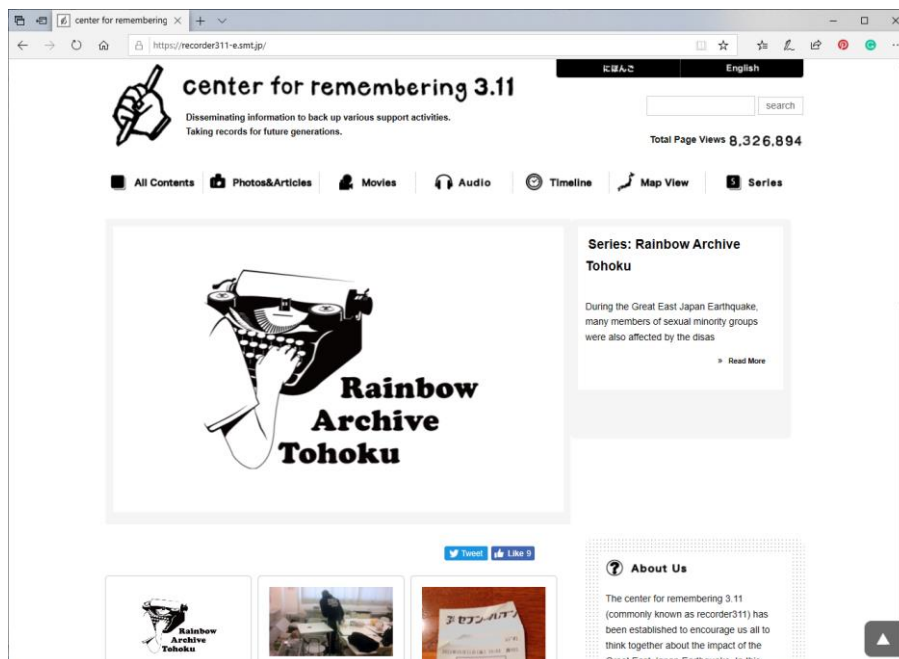 center for remembering
https://recorder311-e.smt.jp/
center for remembering 3.11
にほんご
English
Disseminating information to back up various support activities.
Taking records for future generations.
search
Total Page Views 8,326,894
All Contents
Photos&Articles
Movies
Audio
Timeline
Map View
S
Series
Rainbow
Archive
Tohoku
Series: Rainbow Archive
Tohoku
During the Great East Japan Earthquake,
many members of sexual minority groups
were also affected by the disas
» Read More
Tweet
Like 9
? About Us
The center for remembering 3.11
(commonly known as recorder311) has
been established to encourage us all to
think together about the impact of the
Great East Japan Earthquake. In this
Rainbow
Archive
Tohoku
セブン-イレブン